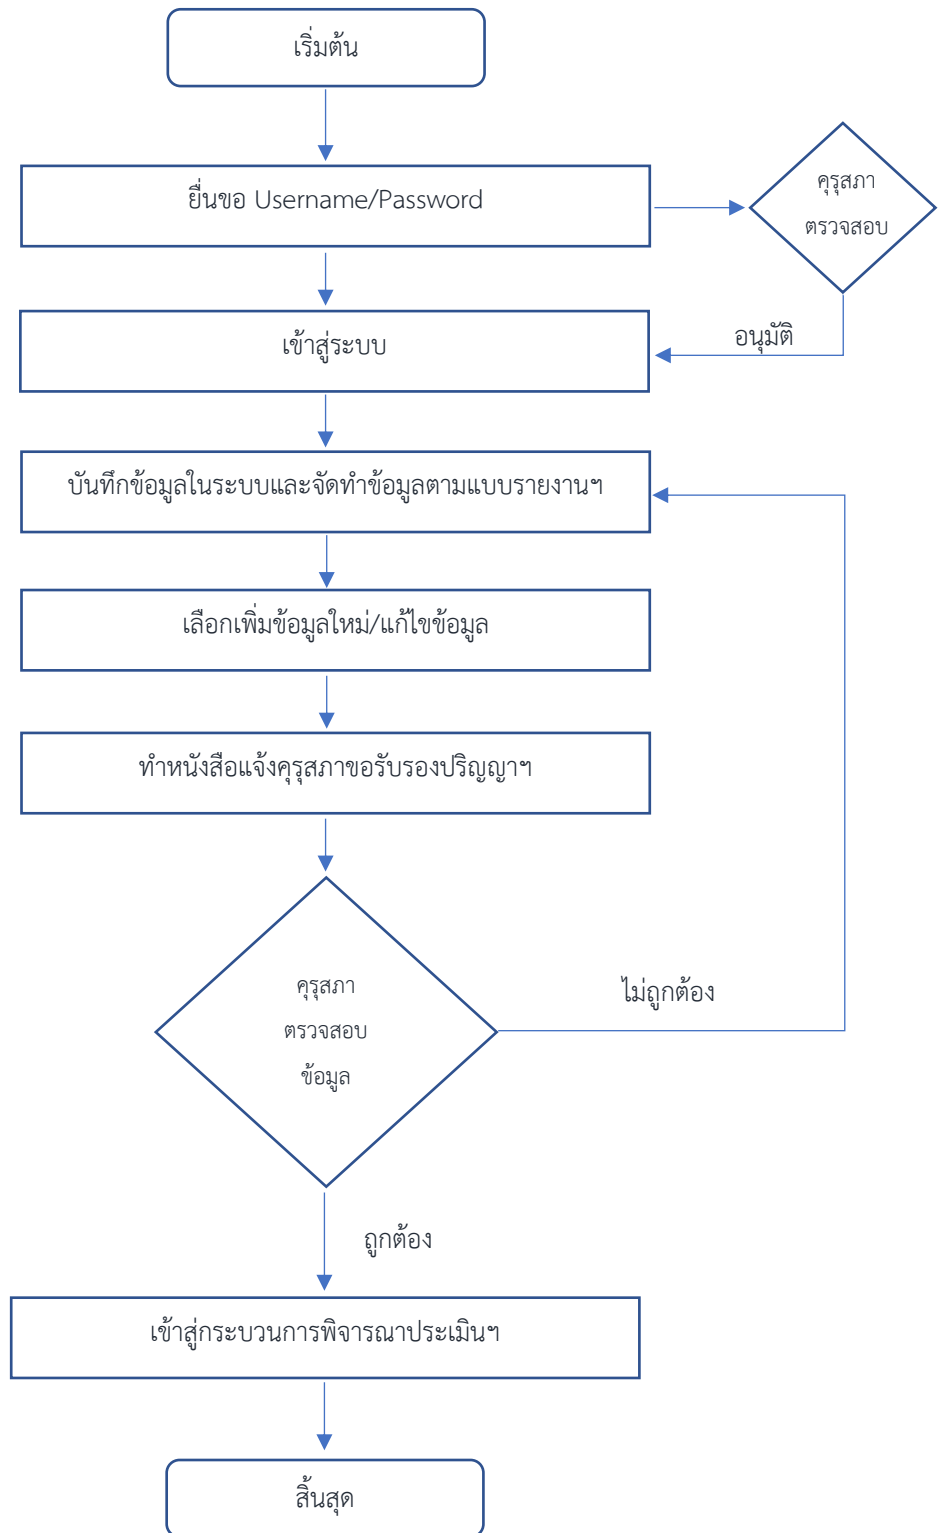 เริ่มต้น
ยื่นขอ Username/Password
คุรุสภา
ตรวจสอบ
อนุมัติ
เข้าสู่ระบบ
บันทึกข้อมูลในระบบและจัดทำข้อมูลตามแบบรายงานฯ
เลือกเพิ่มข้อมูลใหม่/แก้ไขข้อมูล
ทำหนังสือแจ้งคุรุสภาขอรับรองปริญญาฯ
คุรุสภา
ตรวจสอบ
ข้อมูล
ไม่ถูกต้อง
ถูกต้อง
เข้าสู่กระบวนการพิจารณาประเมินฯ
สิ้นสุด